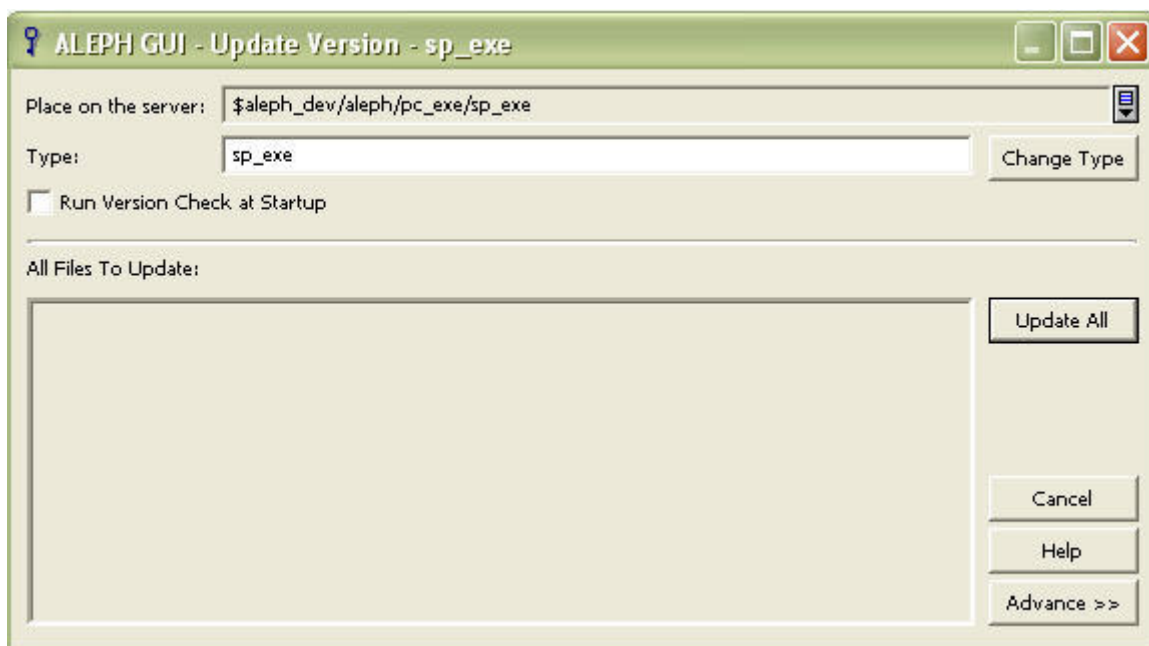 ALEPH GUI - Update Version - sp_exe
Place on the server: $aleph_dev/aleph/pc_exe/sp_exe
Type: sp_exe Change Type
Run Version Check at Startup
All Files To Update:
Update All
Cancel
Help
Advance >>